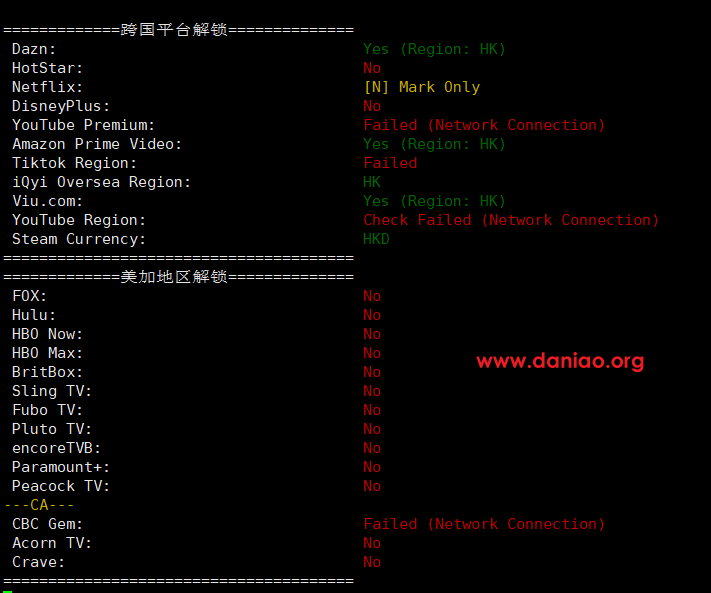 =============跨国平台解锁==============
Dazn: Yes (Region: HK)
HotStar: No
Netflix: [N] Mark Only
DisneyPlus: No
YouTube Premium: Failed (Network Connection)
Amazon Prime Video: Yes (Region: HK)
Tiktok Region: Failed
iQyi Oversea Region: HK
Viu.com: Yes (Region: HK)
YouTube Region: Check Failed (Network Connection)
Steam Currency: HKD
=======================================
=============美加地区解锁==============
FOX: No
Hulu: No
HBO Now: No
HBO Max: No
www.daniao.org
BritBox: No
Sling TV: No
Fubo TV: No
Pluto TV: No
encoreTVB: No
Paramount+: No
Peacock TV: No
---CA---
CBC Gem: Failed (Network Connection)
Acorn TV: No
Crave: No
=======================================